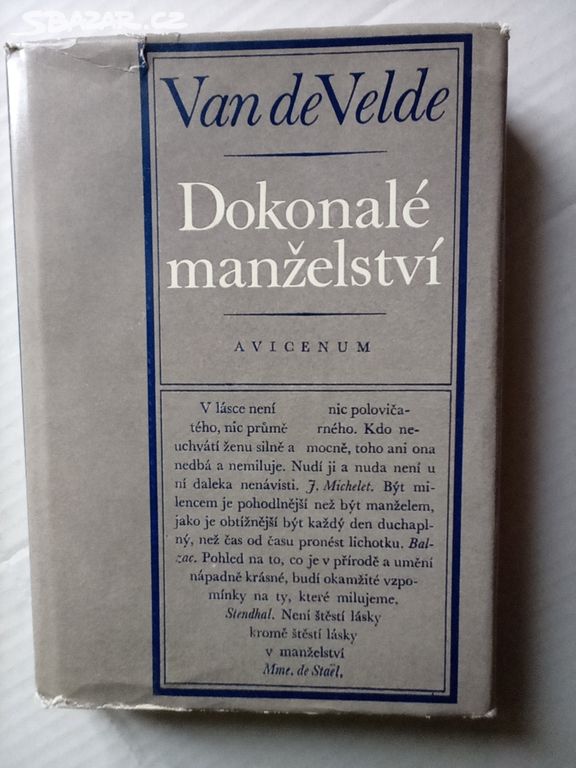 SBAZAR.CZ
Van de Velde
Dokonalé
manželství
AVICENUM
V lásce není nic poloviča-
tého, nic průmě rného. Kdo ne-
uchvátí ženu silně a mocně, toho ani ona
nedbá a nemiluje. Nudí ji a nuda není u
ní daleka nenávisti. J. Michelet. Být mi-
lencem je pohodlnější než být manželem,
jako je obtížnější být každý den duchapl-
ný, než čas od času pronést lichotku. Bal-
zac. Pohled na to, co je v přírodě a umění
nápadně krásné, budí okamžité vzpo-
mínky na ty, které milujeme.
Stendhal. Není štěstí lásky
kromě štěstí lásky
v manželství
Mme. de Staël,